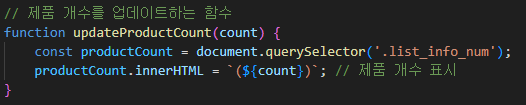 // 제품 개수를 업데이트하는 함수
function updateProductCount(count) {
    const productCount = document.querySelector('.list_info_num');
    productCount.innerHTML = `(${count})`; // 제품 개수 표시
}